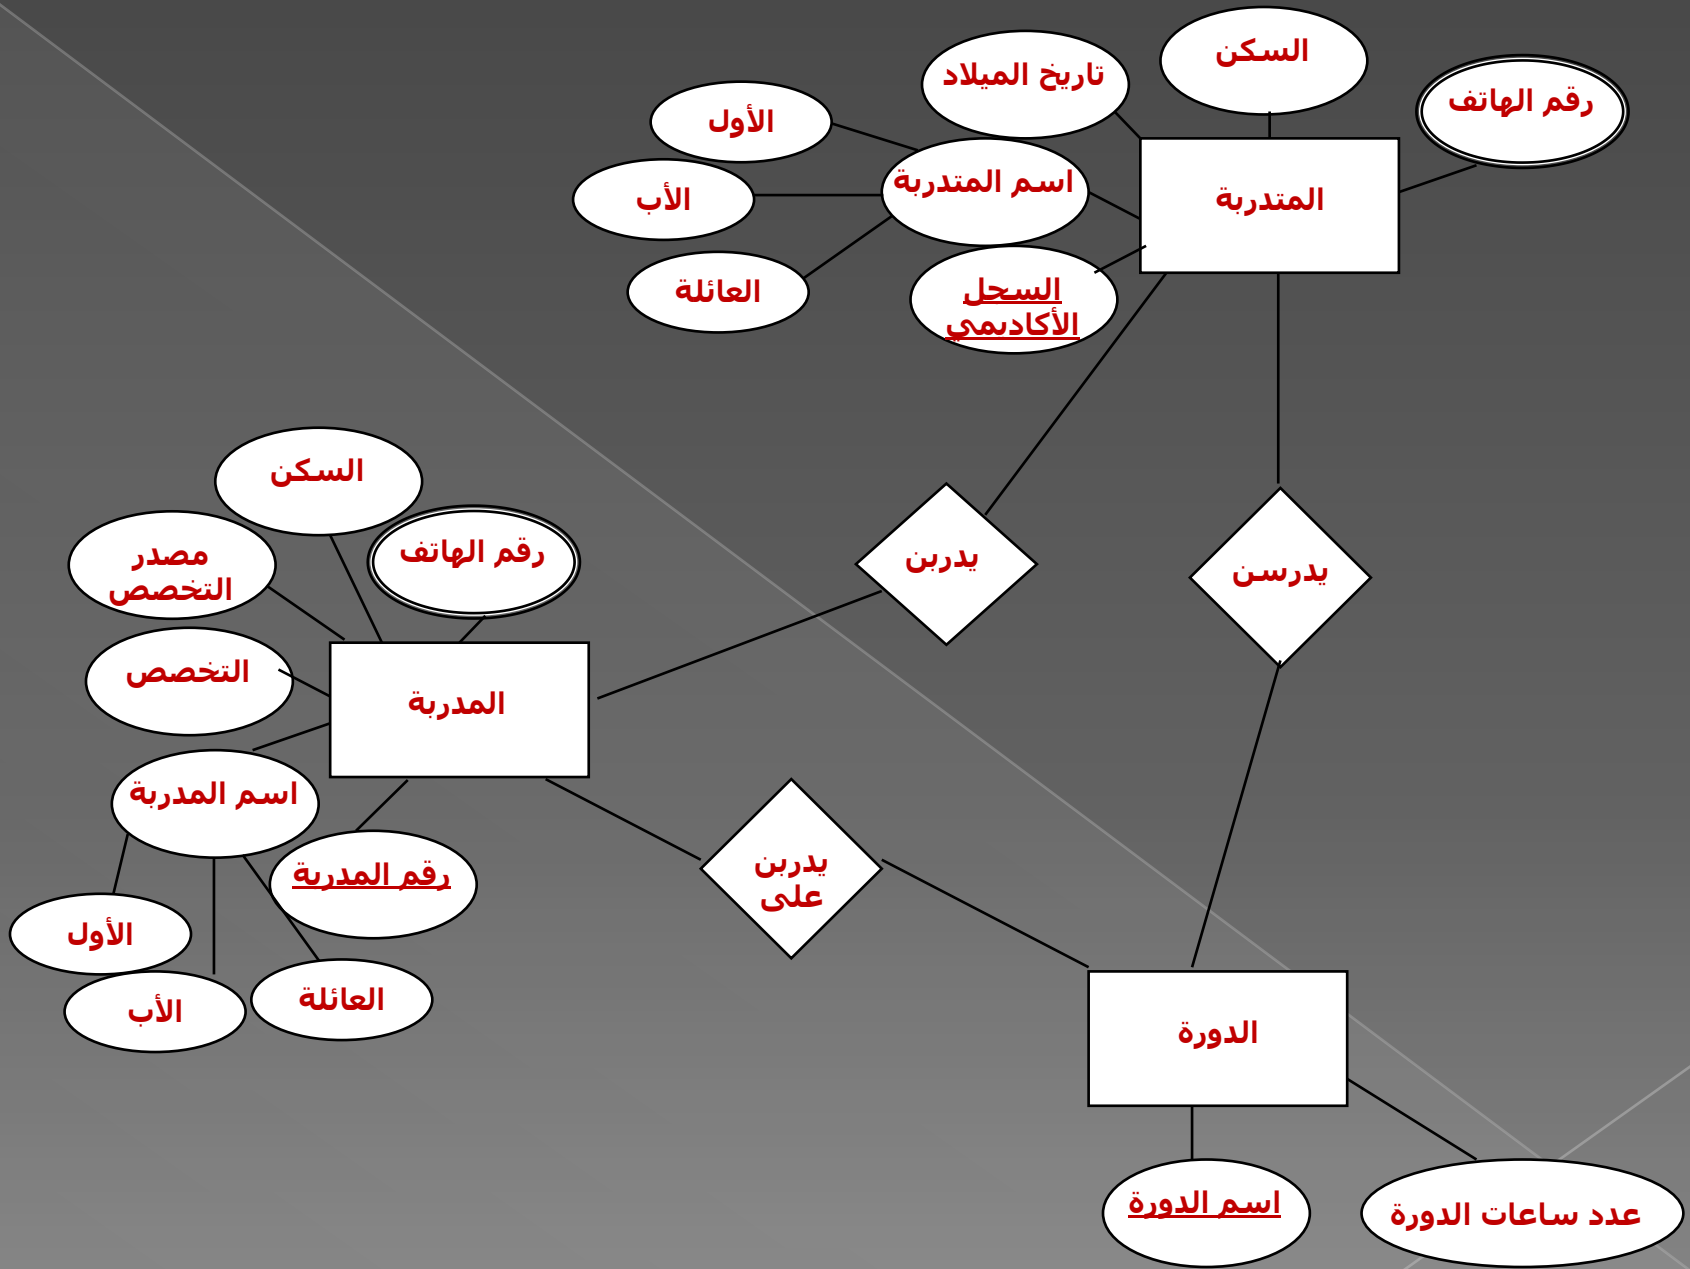 السكن
رقم الهاتف
تاريخ الميلاد
الأول
اسم المتدربة
المتدربة
الأب
العائلة
السحل
الأكاديمي
السكن
رقم الهاتف
مصدر
التخصص
يدربن
يدرسن
التخصص
المدربة
اسم المدربة
يدربن
على
رقم المدربة
الأول
العائلة
الأب
الدورة
اسم الدورة
عدد ساعات الدورة